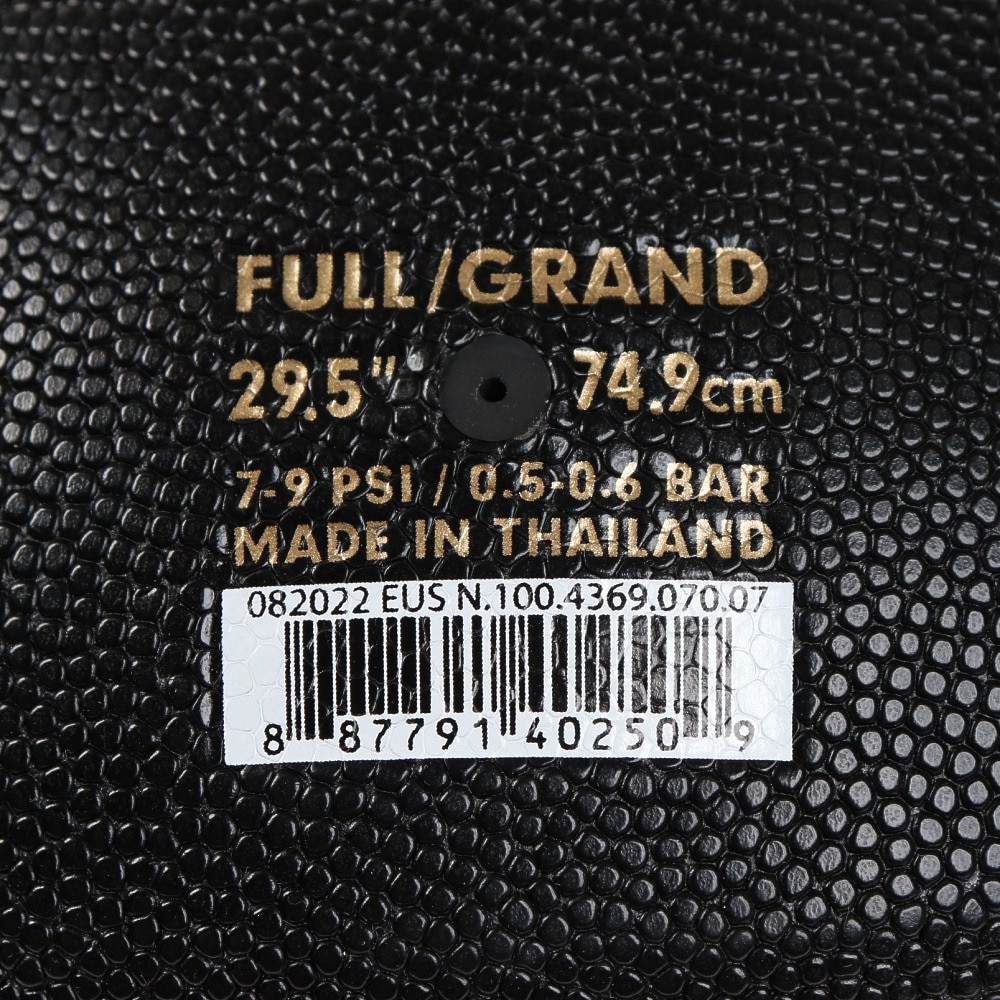 FULL/GRAND
29.5" 74.9cm
7-9 PSI / 0.5-0.6 BAR
MADE IN THAILAND
082022 EUS N.100.4369.070.07
8 87791 40250 9